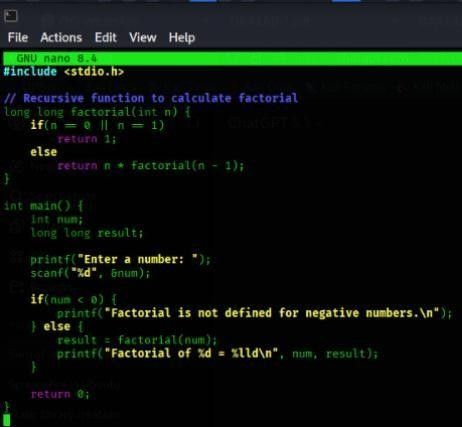 File Actions Edit View Help
GNU nano 8.4
#include <stdio.h>

// Recursive function to calculate factorial
long long factorial(int n) {
    if(n == 0 || n == 1)
        return 1;
    else
        return n * factorial(n - 1);
}

int main() {
    int num;
    long long result;

    printf("Enter a number: ");
    scanf("%d", &num);

    if(num < 0) {
        printf("Factorial is not defined for negative numbers.\n");
    } else {
        result = factorial(num);
        printf("Factorial of %d = %lld\n", num, result);
    }

    return 0;
}